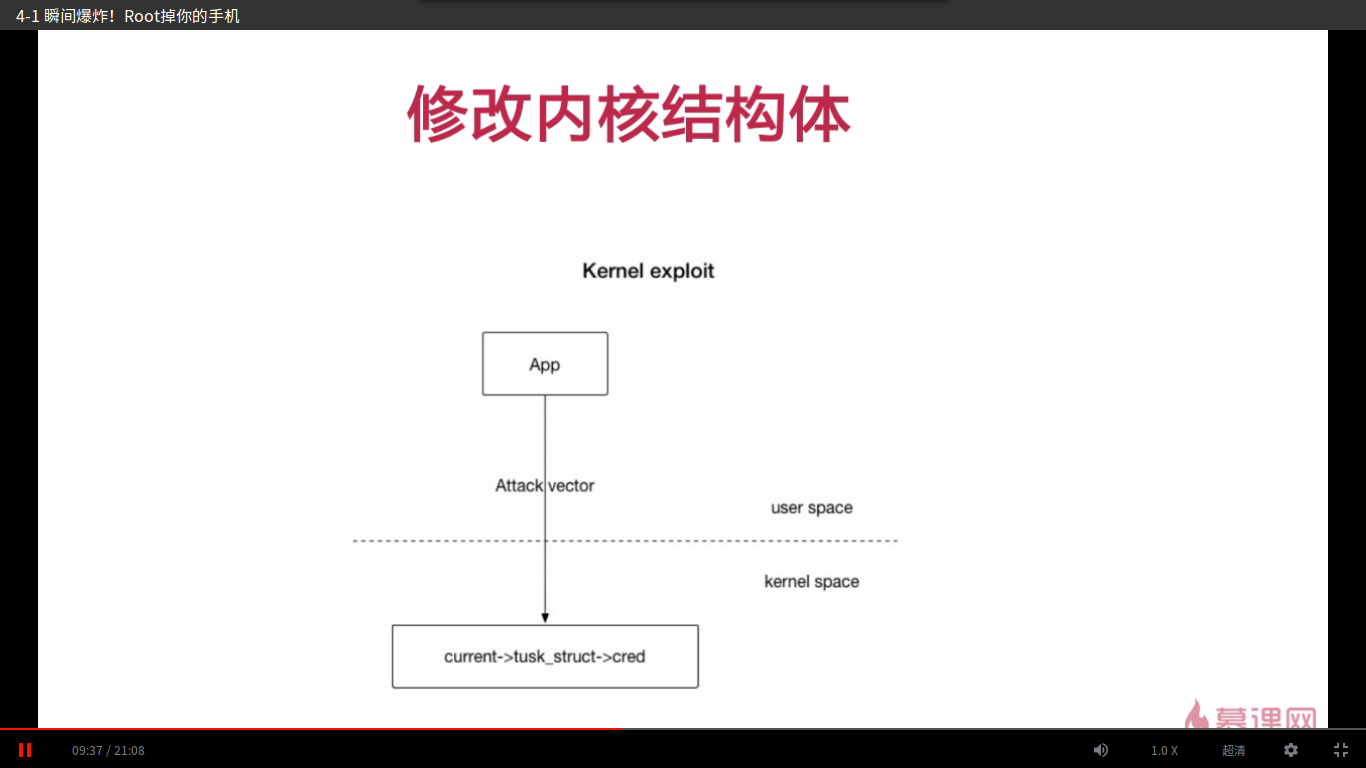 4-1 瞬间爆炸！Root掉你的手机
修改内核结构体
Kernel exploit
App
Attack vector
user space
kernel space
current->tusk_struct->cred
慕课网
09:37 / 21:08
1.0 X
超清